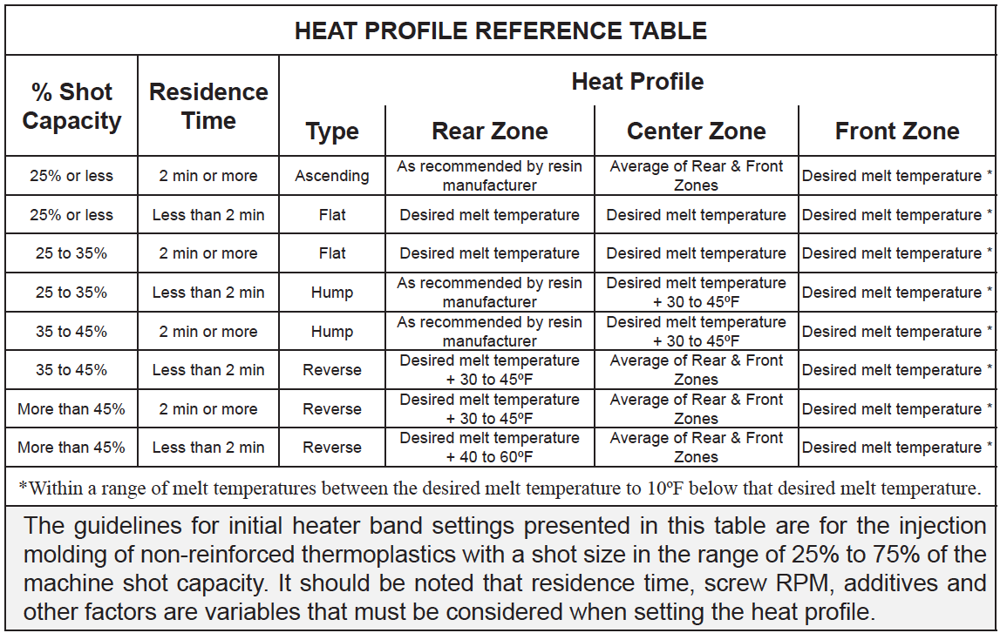 HEAT PROFILE REFERENCE TABLE
% Shot
Capacity
Residence
Time
Heat Profile
Type
Rear Zone
Center Zone
Front Zone
25% or less
2 min or more
Ascending
As recommended by resin
manufacturer
Average of Rear & Front
Zones
Desired melt temperature *
25% or less
Less than 2 min
Flat
Desired melt temperature
Desired melt temperature
Desired melt temperature *
25 to 35%
2 min or more
Flat
Desired melt temperature
Desired melt temperature
Desired melt temperature *
25 to 35%
Less than 2 min
Hump
As recommended by resin
manufacturer
Desired melt temperature
+ 30 to 45ºF
Desired melt temperature *
35 to 45%
2 min or more
Hump
As recommended by resin
manufacturer
Desired melt temperature
+ 30 to 45ºF
Desired melt temperature *
35 to 45%
Less than 2 min
Reverse
Desired melt temperature
+ 30 to 45ºF
Average of Rear & Front
Zones
Desired melt temperature *
More than 45%
2 min or more
Reverse
Desired melt temperature
+ 30 to 45ºF
Average of Rear & Front
Zones
Desired melt temperature *
More than 45%
Less than 2 min
Reverse
Desired melt temperature
+ 40 to 60ºF
Average of Rear & Front
Zones
Desired melt temperature *
*Within a range of melt temperatures between the desired melt temperature to 10ºF below that desired melt temperature.
The guidelines for initial heater band settings presented in this table are for the injection
molding of non-reinforced thermoplastics with a shot size in the range of 25% to 75% of the
machine shot capacity. It should be noted that residence time, screw RPM, additives and
other factors are variables that must be considered when setting the heat profile.